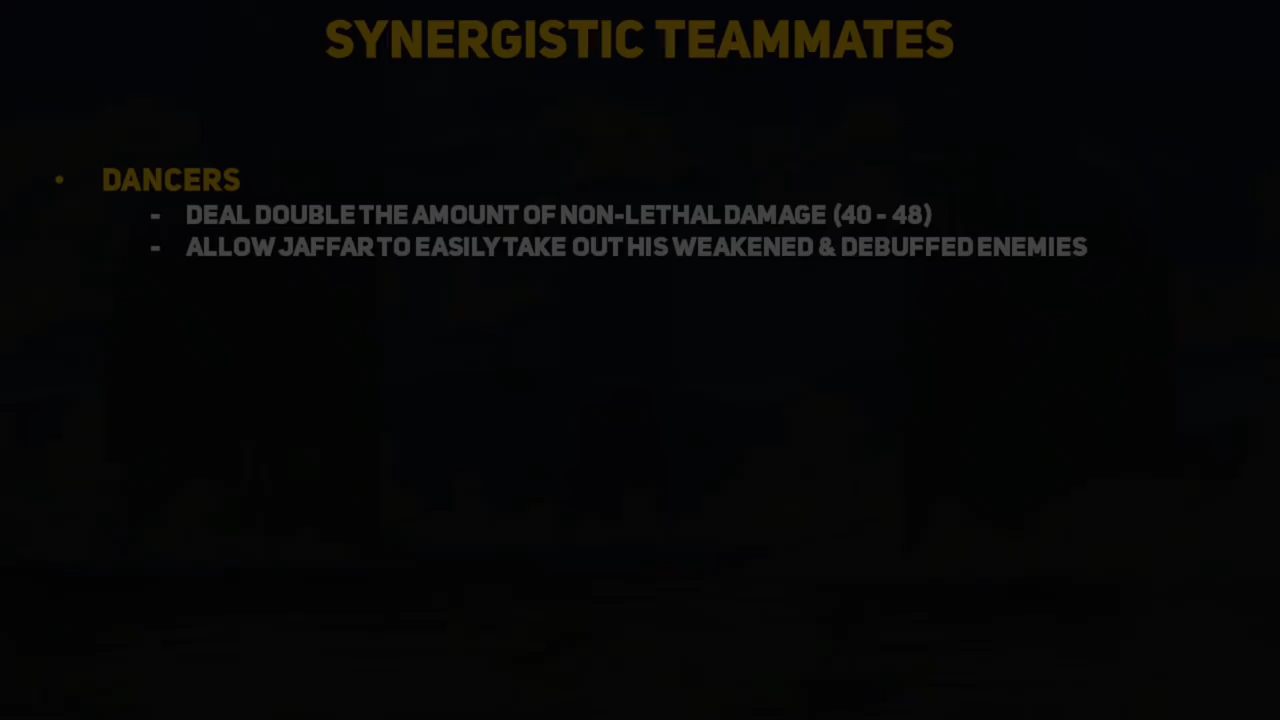 SYNERGISTIC TEAMMATES
• DANCERS
- DEAL DOUBLE THE AMOUNT OF NON-LETHAL DAMAGE (40 - 48)
- ALLOW JAFFAR TO EASILY TAKE OUT HIS WEAKENED & DEBUFFED ENEMIES